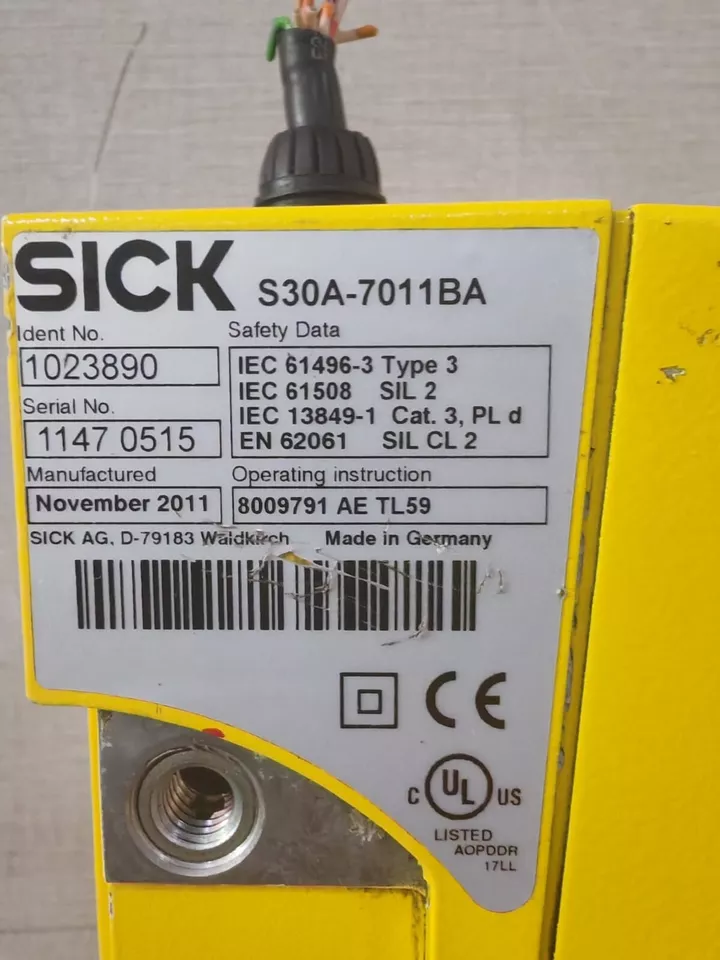 SICK S30A-7011BA
Ident No.
1023890
Serial No.
1147 0515
Manufactured
November 2011
Safety Data
IEC 61496-3 Type 3
IEC 61508 SIL 2
IEC 13849-1 Cat. 3, PL d
EN 62061 SIL CL 2
Operating instruction
8009791 AE TL59
SICK AG, D-79183 Waldkirch Made in Germany
CE
C UL US
LISTED
AOPDDR
17LL